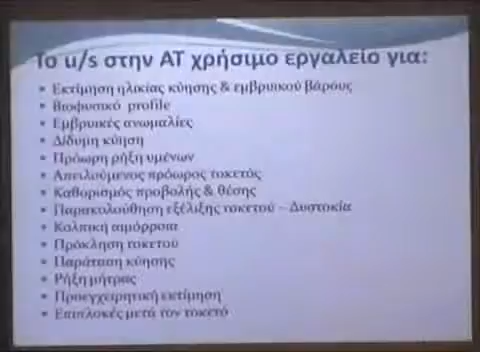 Το u/s στην ΑΤ χρήσιμο εργαλείο για:
• Εκτίμηση ηλικίας κύησης & εμβρυικού βάρους
• Βιοφυσικό profile
• Εμβρυικές ανωμαλίες
• Δίδυμη κύηση
• Πρόωρη ρήξη υμένων
• Απειλούμενος πρόωρος τοκετός
• Καθορισμός προβολής & θέσης
• Παρακολούθηση εξέλιξης τοκετού – Δυστοκία
• Κολπική αιμόρροια
• Πρόκληση τοκετού
• Παράταση κύησης
• Ρήξη μήτρας
• Προεγχειρητική εκτίμηση
• Επιπλοκές μετά τον τοκετό